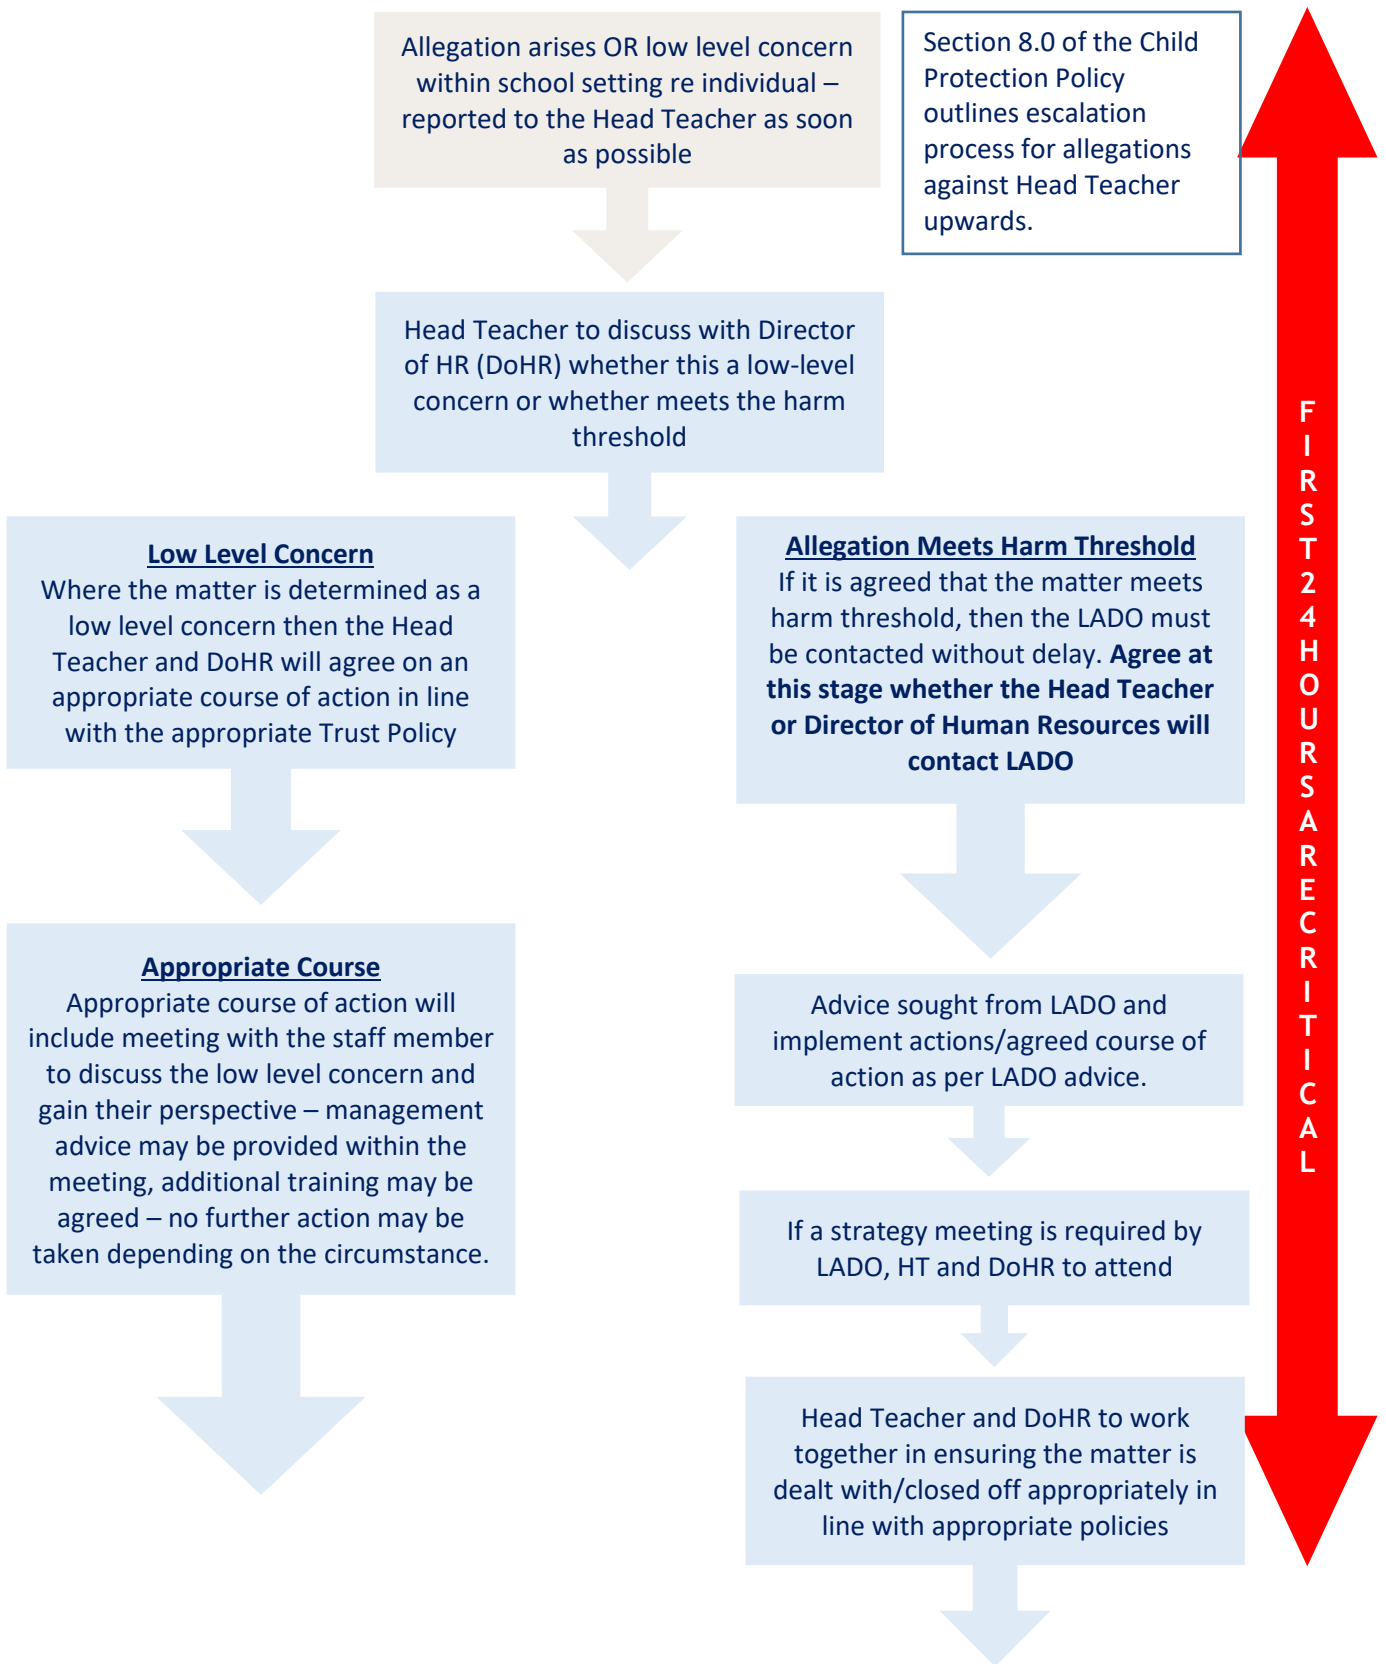 Allegation arises OR low level concern
within school setting re individual –
reported to the Head Teacher as soon
as possible
Section 8.0 of the Child
Protection Policy
outlines escalation
process for allegations
against Head Teacher
upwards.
Head Teacher to discuss with Director
of HR (DoHR) whether this a low-level
concern or whether meets the harm
threshold
Low Level Concern
Where the matter is determined as a
low level concern then the Head
Teacher and DoHR will agree on an
appropriate course of action in line
with the appropriate Trust Policy
Allegation Meets Harm Threshold
If it is agreed that the matter meets
harm threshold, then the LADO must
be contacted without delay. Agree at
this stage whether the Head Teacher
or Director of Human Resources will
contact LADO
Appropriate Course
Appropriate course of action will
include meeting with the staff member
to discuss the low level concern and
gain their perspective – management
advice may be provided within the
meeting, additional training may be
agreed – no further action may be
taken depending on the circumstance.
Advice sought from LADO and
implement actions/agreed course of
action as per LADO advice.
If a strategy meeting is required by
LADO, HT and DoHR to attend
Head Teacher and DoHR to work
together in ensuring the matter is
dealt with/closed off appropriately in
line with appropriate policies
F
I
R
S
T
2
4
H
O
U
R
S
A
R
E
C
R
I
T
I
C
A
L